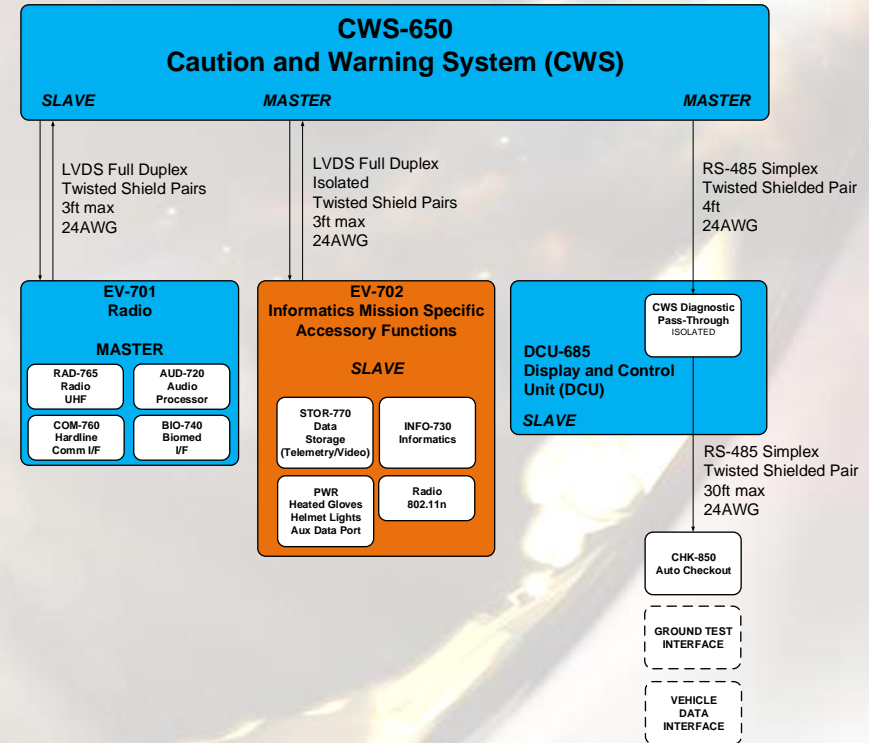 CWS-650
Caution and Warning System (CWS)
SLAVE
MASTER
MASTER
LVDS Full Duplex
Twisted Shield Pairs
3ft max
24AWG
LVDS Full Duplex
Isolated
Twisted Shield Pairs
3ft max
24AWG
RS-485 Simplex
Twisted Shielded Pair
4ft
24AWG
EV-701
Radio
MASTER
RAD-765
Radio
UHF
AUD-720
Audio
Processor
COM-760
Hardline
Comm I/F
BIO-740
Biomed
I/F
EV-702
Informatics Mission Specific
Accessory Functions
SLAVE
STOR-770
Data
Storage
(Telemetry/Video)
INFO-730
Informatics
PWR
Heated Gloves
Helmet Lights
Aux Data Port
Radio
802.11n
CWS Diagnostic
Pass-Through
ISOLATED
DCU-685
Display and Control
Unit (DCU)
SLAVE
RS-485 Simplex
Twisted Shielded Pair
30ft max
24AWG
CHK-850
Auto Checkout
GROUND TEST
INTERFACE
VEHICLE
DATA
INTERFACE